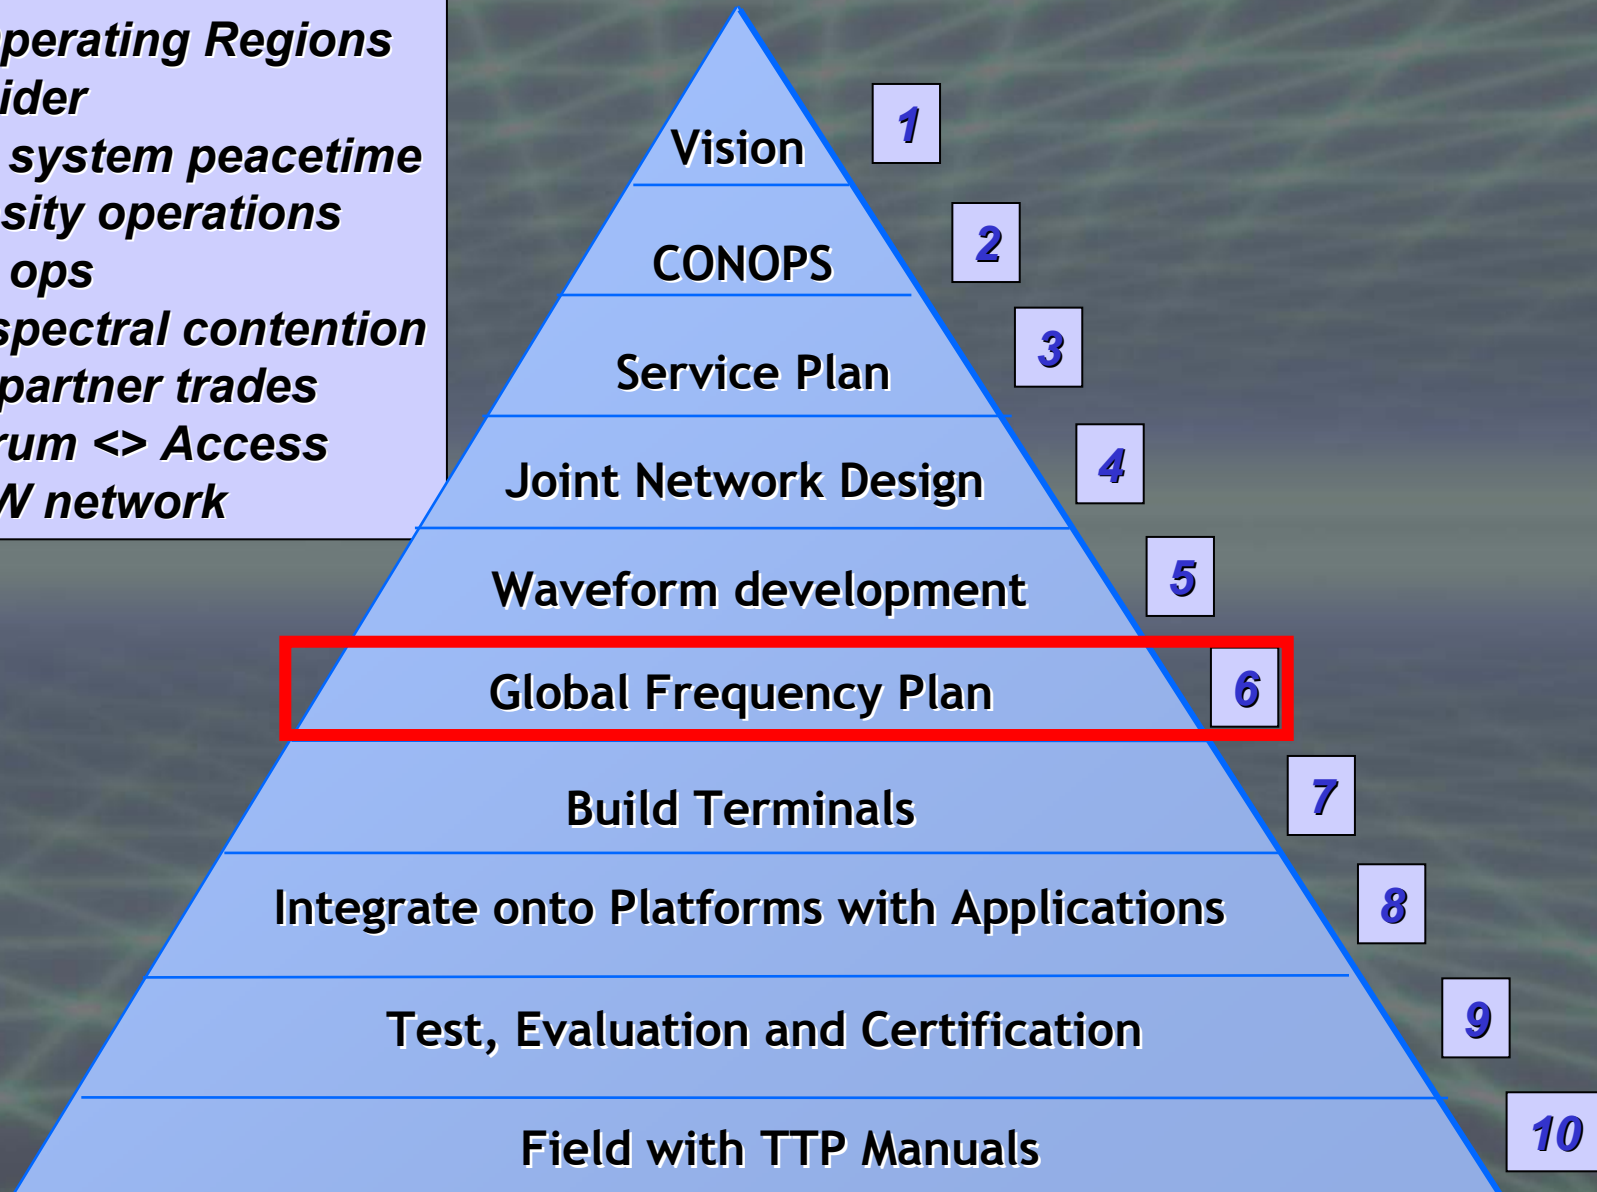 perating Regions
ider
system peacetime
sity operations
ops
spectral contention
partner trades
rum <> Access
W network
Vision
1
CONOPS
2
Service Plan
3
Joint Network Design
4
Waveform development
5
Global Frequency Plan
6
Build Terminals
7
Integrate onto Platforms with Applications
8
Test, Evaluation and Certification
9
Field with TTP Manuals
10